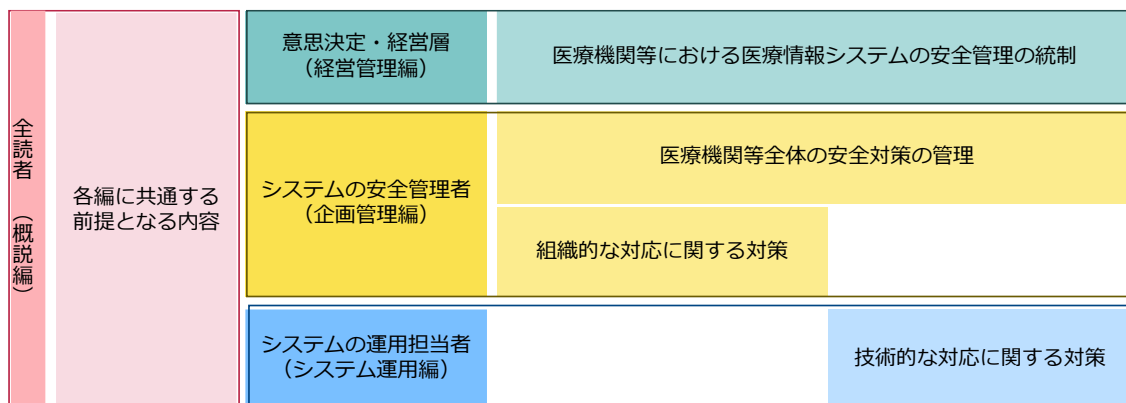 全読者（概説編）
各編に共通する
前提となる内容
意思決定・経営層
（経営管理編）
医療機関等における医療情報システムの安全管理の統制
システムの安全管理者
（企画管理編）
医療機関等全体の安全対策の管理
組織的な対応に関する対策
システムの運用担当者
（システム運用編）
技術的な対応に関する対策